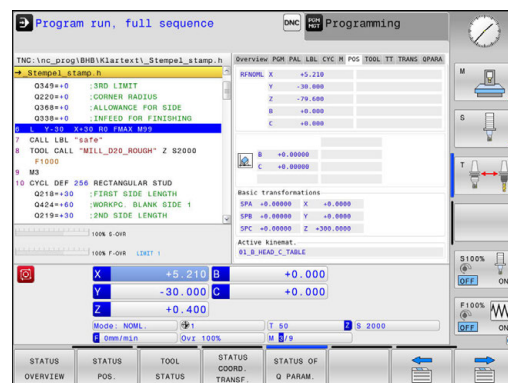 Program run, full sequence
DNC
Programming
TNC:\nc_prog\BHB\Klartext\_Stempel_stamp.h
→_Stempel_stamp.h
Q349=+0 ;3RD LIMIT
Q220=+0 ;CORNER RADIUS
Q368=+0 ;ALLOWANCE FOR SIDE
Q338=+0 ;INFEED FOR FINISHING
6 L Y-30 X+30 R0 FMAX M99
7 CALL LBL "safe"
8 TOOL CALL "MILL_D20_ROUGH" Z S2000
F1000
9 M3
10 CYCL DEF 256 RECTANGULAR STUD
Q218=+30 ;FIRST SIDE LENGTH
Q424=+60 ;WORKPC. BLANK SIDE 1
Q219=+30 ;2ND SIDE LENGTH
100% S-OVR
100% F-OVR LIMIT 1
Overview PGM PAL LBL CYC M POS TOOL TT TRANS QPARA
RFNOML X +5.210
Y -30.000
Z -79.600
B +0.000
C +0.000
B +0.00000
C +0.00000
Basic transformations
SPA +0.00000 X +0.0000
SPB +0.00000 Y +0.0000
SPC +0.00000 Z +300.0000
Active kinemat.
01_B_HEAD_C_TABLE
X +5.210 B +0.000
Y -30.000 C +0.000
Z +0.400
Mode: NOML. 1 T 50 Z S 2000
F 0mm/min Ovr 100% M 3/9
M
S
T
S100%
OFF ON
F100%
OFF ON
STATUS OVERVIEW
STATUS POS.
TOOL STATUS
STATUS COORD. TRANSF.
STATUS OF Q PARAM.